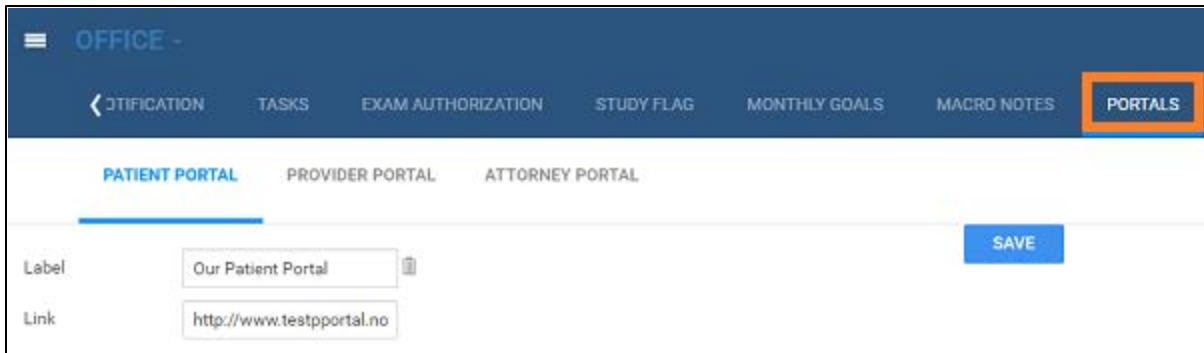 OFFICE -
OTIFICATION TASKS EXAM AUTHORIZATION STUDY FLAG MONTHLY GOALS MACRO NOTES PORTALS
PATIENT PORTAL PROVIDER PORTAL ATTORNEY PORTAL
SAVE
Label Our Patient Portal
Link http://www.testpportal.no